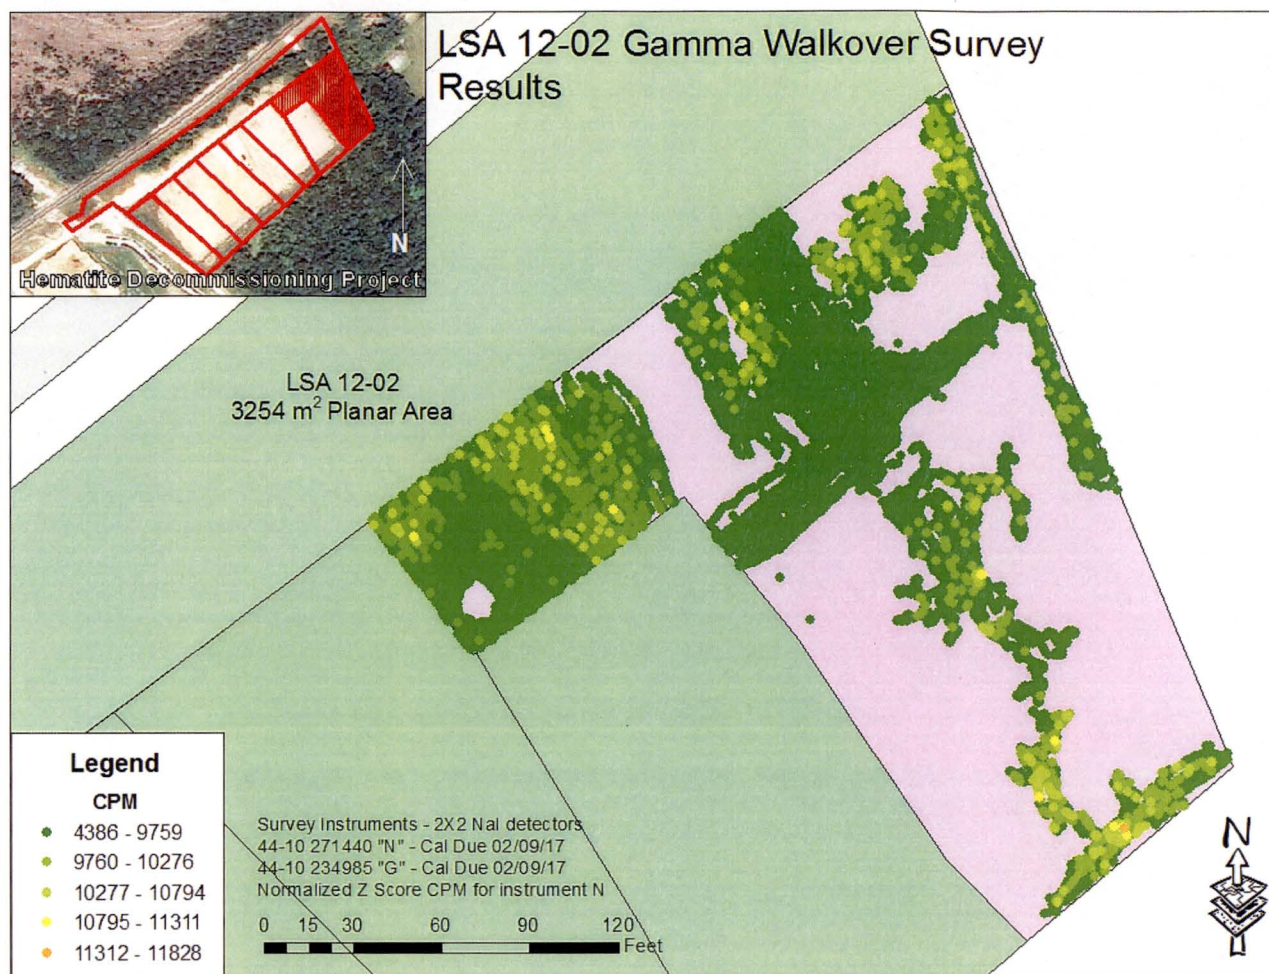 LSA 12-02 Gamma Walkover Survey
Results
N
Hematite Decommissioning Project
LSA 12-02
3254 m² Planar Area
Legend
CPM
4386 - 9759
9760 - 10276
10277 - 10794
10795 - 11311
11312 - 11828
Survey Instruments - 2X2 NaI detectors
44-10 271440 "N" - Cal Due 02/09/17
44-10 234985 "G" - Cal Due 02/09/17
Normalized Z Score CPM for instrument N
0 15 30 60 90 120
Feet
N